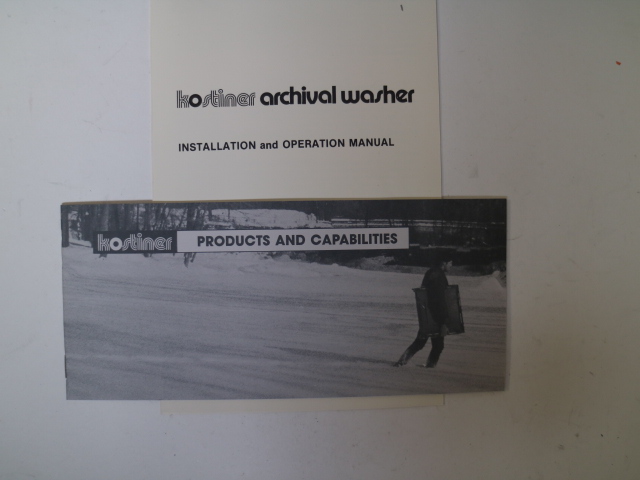 kostiner archival washer
INSTALLATION and OPERATION MANUAL
kostiner PRODUCTS AND CAPABILITIES